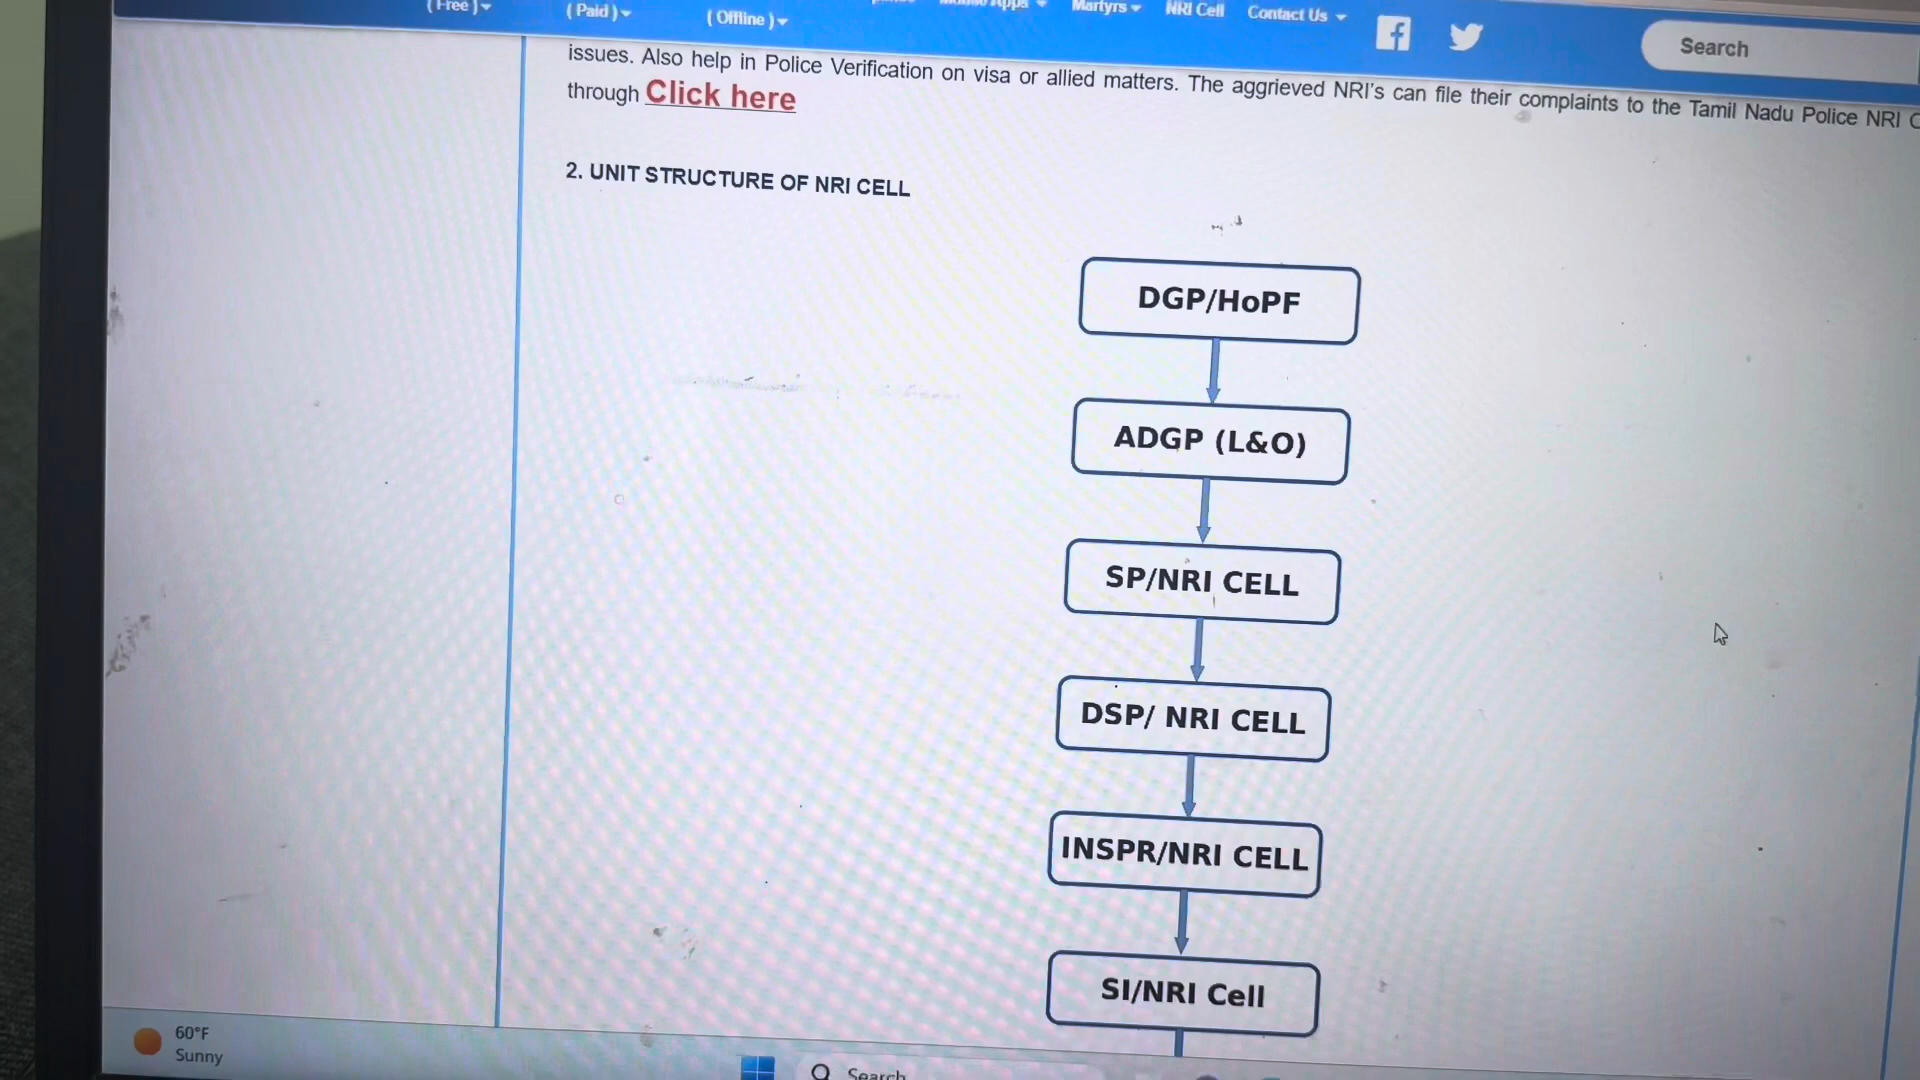 ( Free )
( Paid )
( Offline )
Martyrs
NRI Cell
Contact Us
Search
issues. Also help in Police Verification on visa or allied matters. The aggrieved NRI's can file their complaints to the Tamil Nadu Police NRI
through Click here
2. UNIT STRUCTURE OF NRI CELL
DGP/HoPF
ADGP (L&O)
SP/NRI CELL
DSP/ NRI CELL
INSPR/NRI CELL
SI/NRI Cell
60°F
Sunny
Search